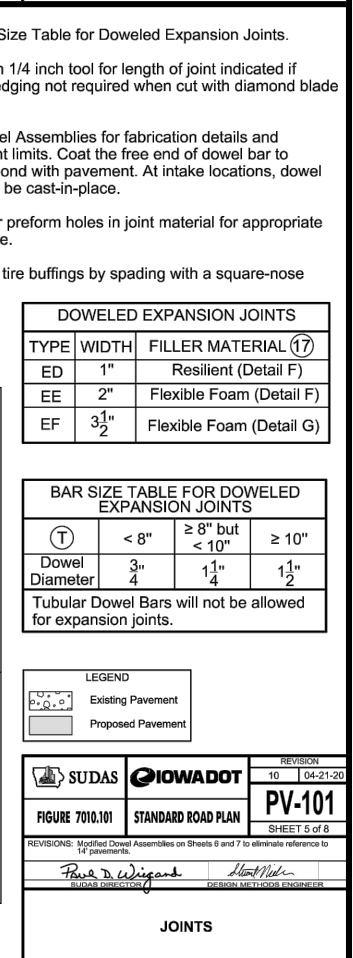 Size Table for Doweled Expansion Joints.
1/4 inch tool for length of joint indicated if
edging not required when cut with diamond blade
Assemblies for fabrication details and
limits. Coat the free end of dowel bar to
with pavement. At intake locations, dowel
be cast-in-place.
preform holes in joint material for appropriate
tire buffings by spading with a square-nose
DOWELED EXPANSION JOINTS
TYPE WIDTH FILLER MATERIAL 17
ED 1" Resilient (Detail F)
EE 2" Flexible Foam (Detail F)
EF 3 1/2" Flexible Foam (Detail G)
BAR SIZE TABLE FOR DOWELED
EXPANSION JOINTS
T < 8" ≥ 8" but < 10" ≥ 10"
Dowel Diameter 3/4" 1 1/4" 1 1/2"
Tubular Dowel Bars will not be allowed
for expansion joints.
LEGEND
Existing Pavement
Proposed Pavement
SUDAS IOWADOT
REVISION
10 04-21-20
FIGURE 7010.101 STANDARD ROAD PLAN PV-101
SHEET 5 of 8
REVISIONS: Modified Dowel Assemblies on Sheets 6 and 7 to eliminate reference to
14' pavements.
Paul D. Wiegand
SUDAS DIRECTOR DESIGN METHODS ENGINEER
JOINTS